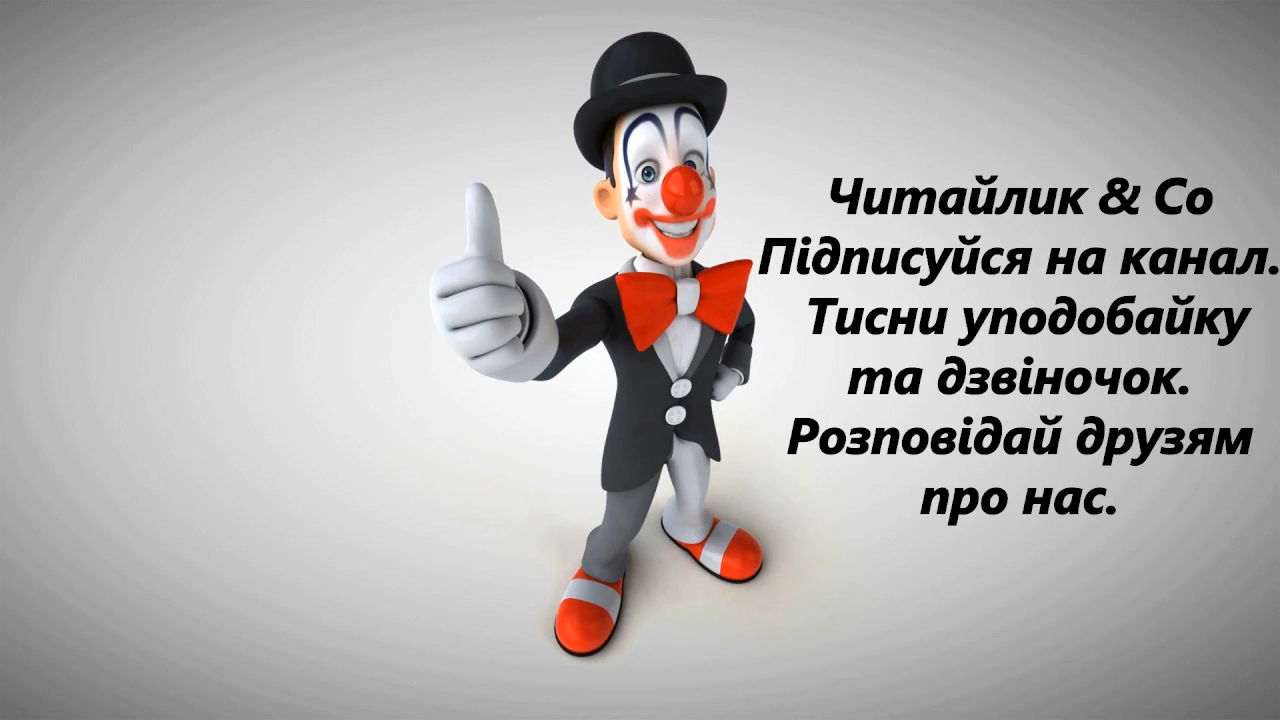 Читайлик & Co
Підписуйся на канал.
Тисни уподобайку
та дзвіночок.
Розповідай друзям
про нас.